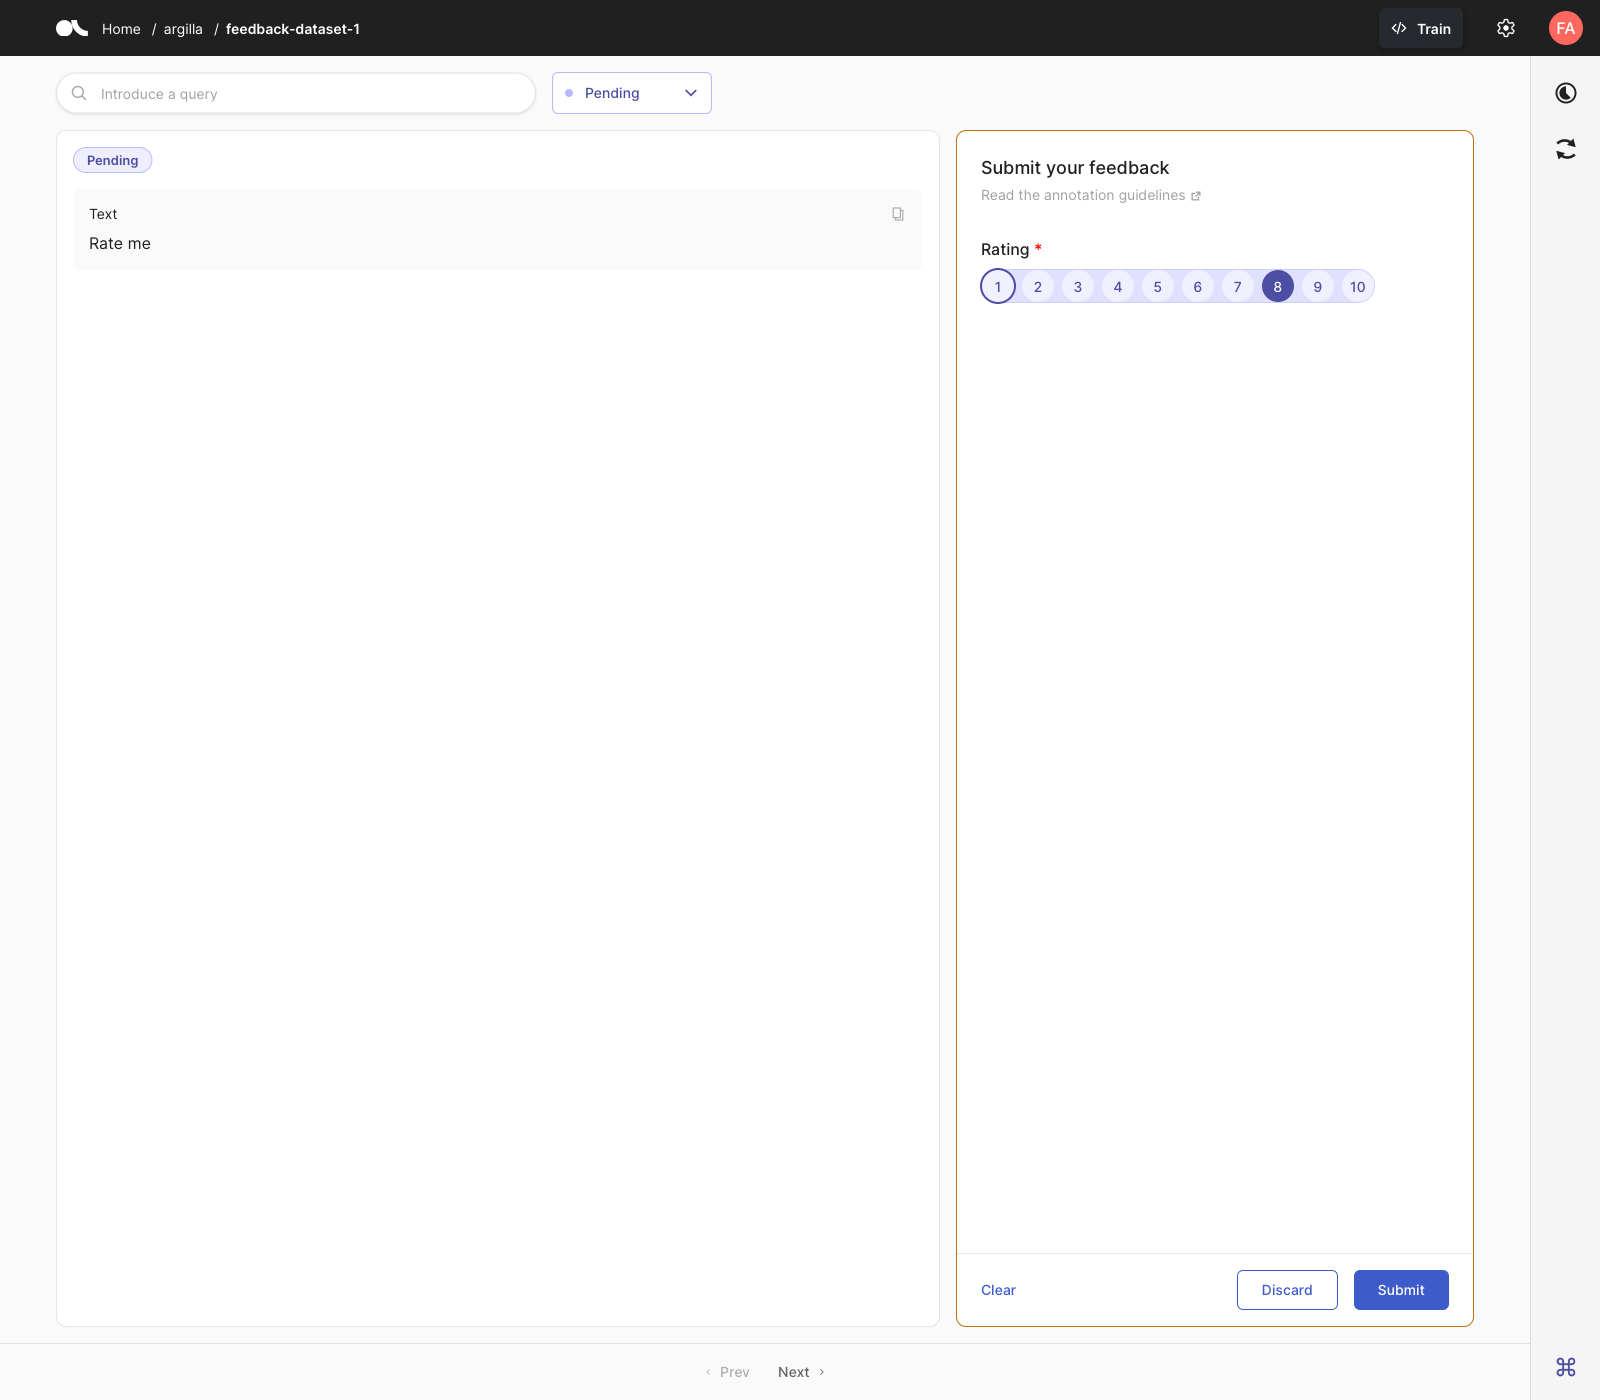 Home / argilla / feedback-dataset-1
Train
FA
Introduce a query
Pending
Pending
Text
Rate me
Submit your feedback
Read the annotation guidelines
Rating *
1 2 3 4 5 6 7 8 9 10
Clear
Discard
Submit
Prev
Next